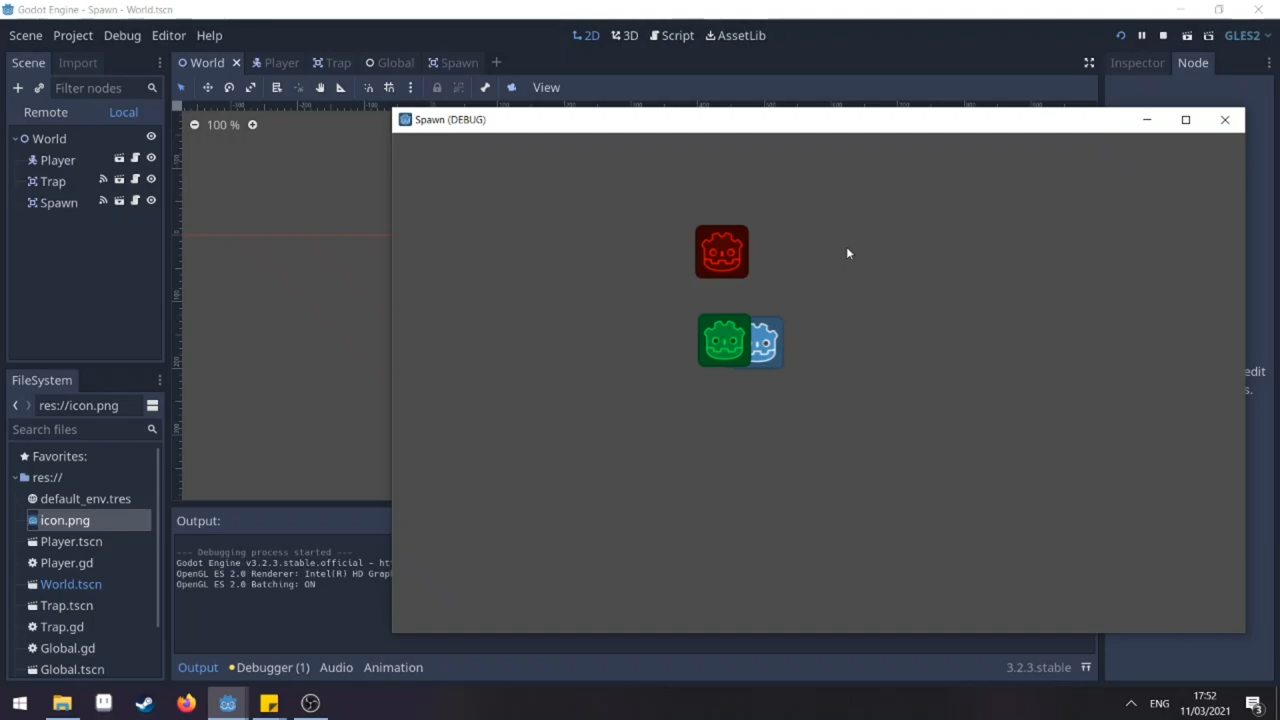 Godot Engine - Spawn - World.tscn
Scene Project Debug Editor Help
2D 3D Script AssetLib
GLES2
Scene Import
World Player Trap Global Spawn
Inspector Node
Filter nodes
View
Remote Local
100 %
World
Player
Trap
Spawn
Spawn (DEBUG)
FileSystem
res://icon.png
Search files
Favorites:
res://
default_env.tres
icon.png
Player.tscn
Player.gd
World.tscn
Trap.tscn
Trap.gd
Global.gd
Global.tscn
edit
s.
Output:
--- Debugging process started ---
Godot Engine v3.2.3.stable.official - ht
OpenGL ES 2.0 Renderer: Intel(R) HD Grap
OpenGL ES 2.0 Batching: ON
Output Debugger (1) Audio Animation
3.2.3.stable
ENG
17:52
11/03/2021
3